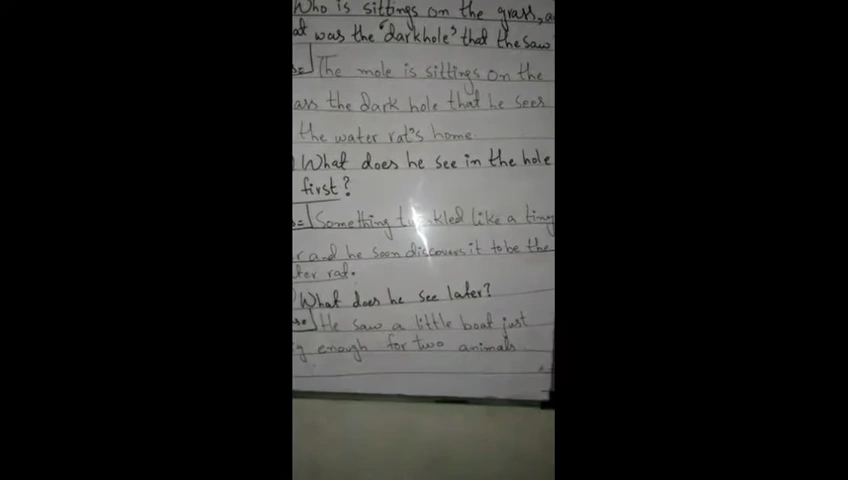 Who is sittings on the grass, a
at was the "darkhole" that the saw
The mole is sittings on the
ass the dark hole that he sees
the water rat's home.
What does he see in the hole
first?
Something twinkled like a tiny
r and he soon discovers it to be the
ter rat.
What does he see later?
He saw a little boat just
g enough for two animals